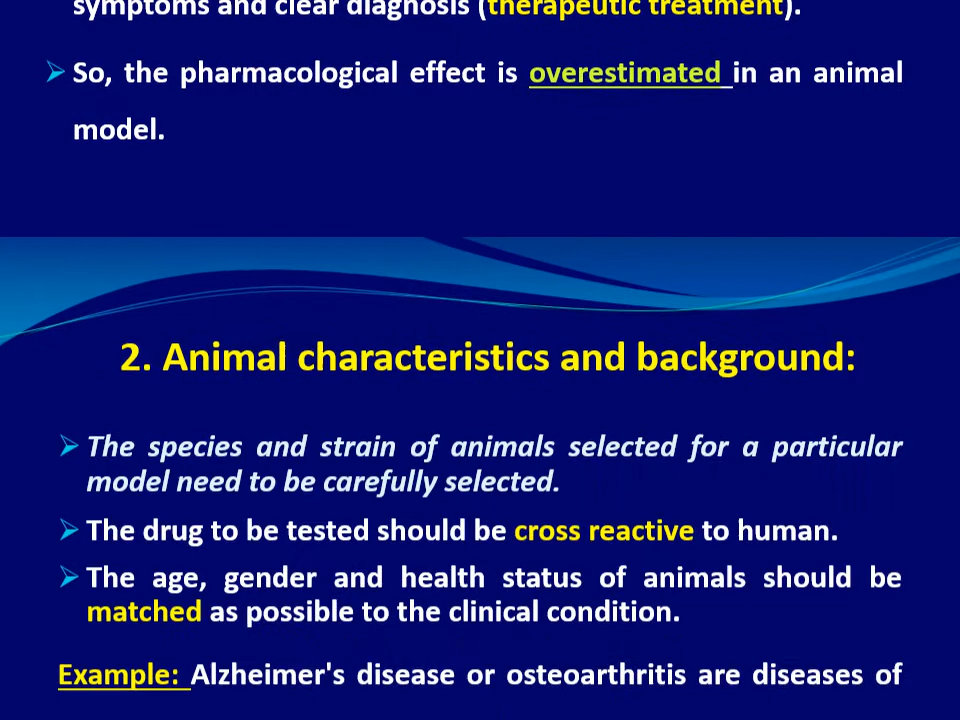 symptoms and clear diagnosis (therapeutic treatment).
So, the pharmacological effect is overestimated in an animal
model.
2. Animal characteristics and background:
The species and strain of animals selected for a particular
model need to be carefully selected.
The drug to be tested should be cross reactive to human.
The age, gender and health status of animals should be
matched as possible to the clinical condition.
Example: Alzheimer's disease or osteoarthritis are diseases of